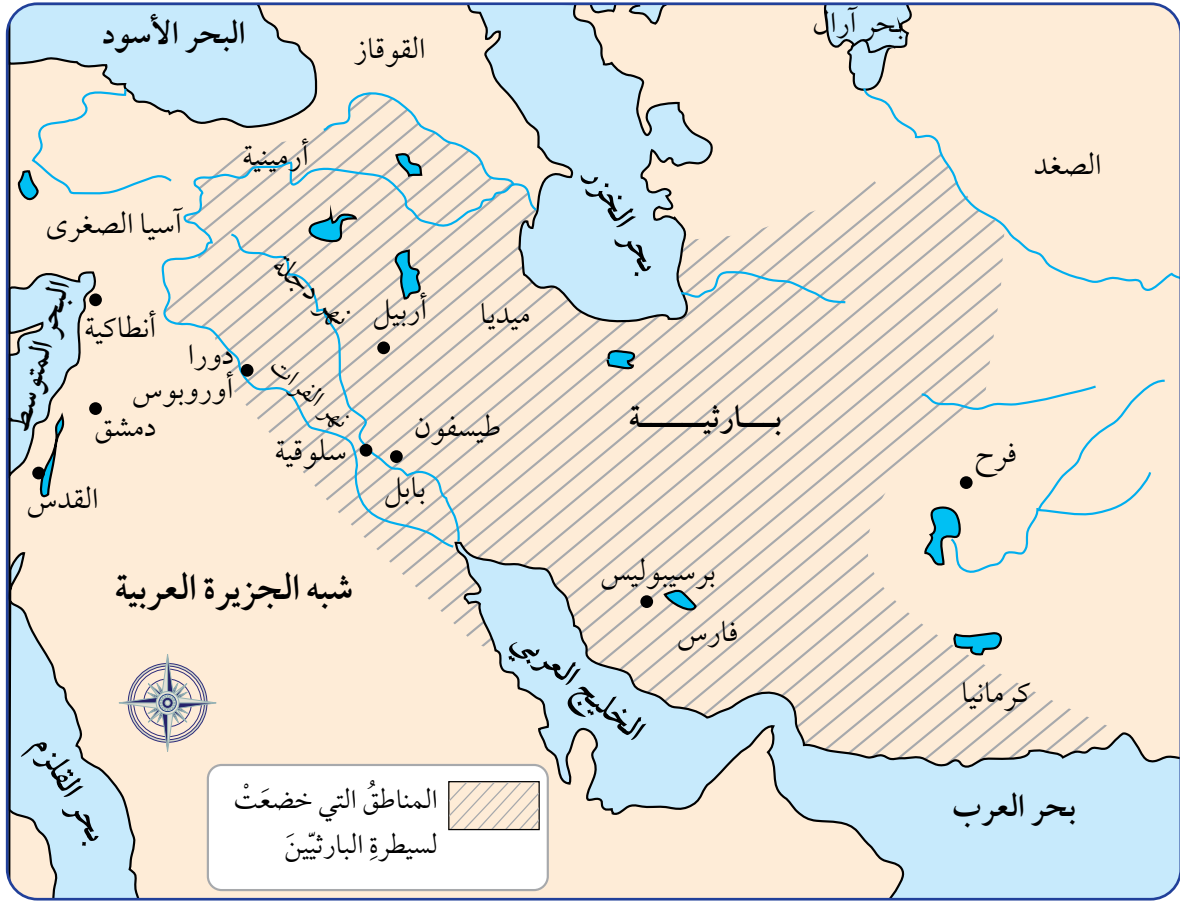 البحر الأسود
القوقاز
بحر آرال
أرمينية
الصغد
بحر الخزر
آسيا الصغرى
البحر المتوسط
أنطاكية
نهر دجلة
أربيل
ميديا
دورا
أوروبوس
نهر الفرات
دمشق
بـــارثيـــــــة
طيسفون
سلوقية
فرح
بابل
القدس
شبه الجزيرة العربية
برسيبوليس
فارس
الخليج العربي
كرمانيا
بحر القلزم
بحر العرب
المناطقُ التي خضعَتْ
لسيطرةِ البارثيّينَ